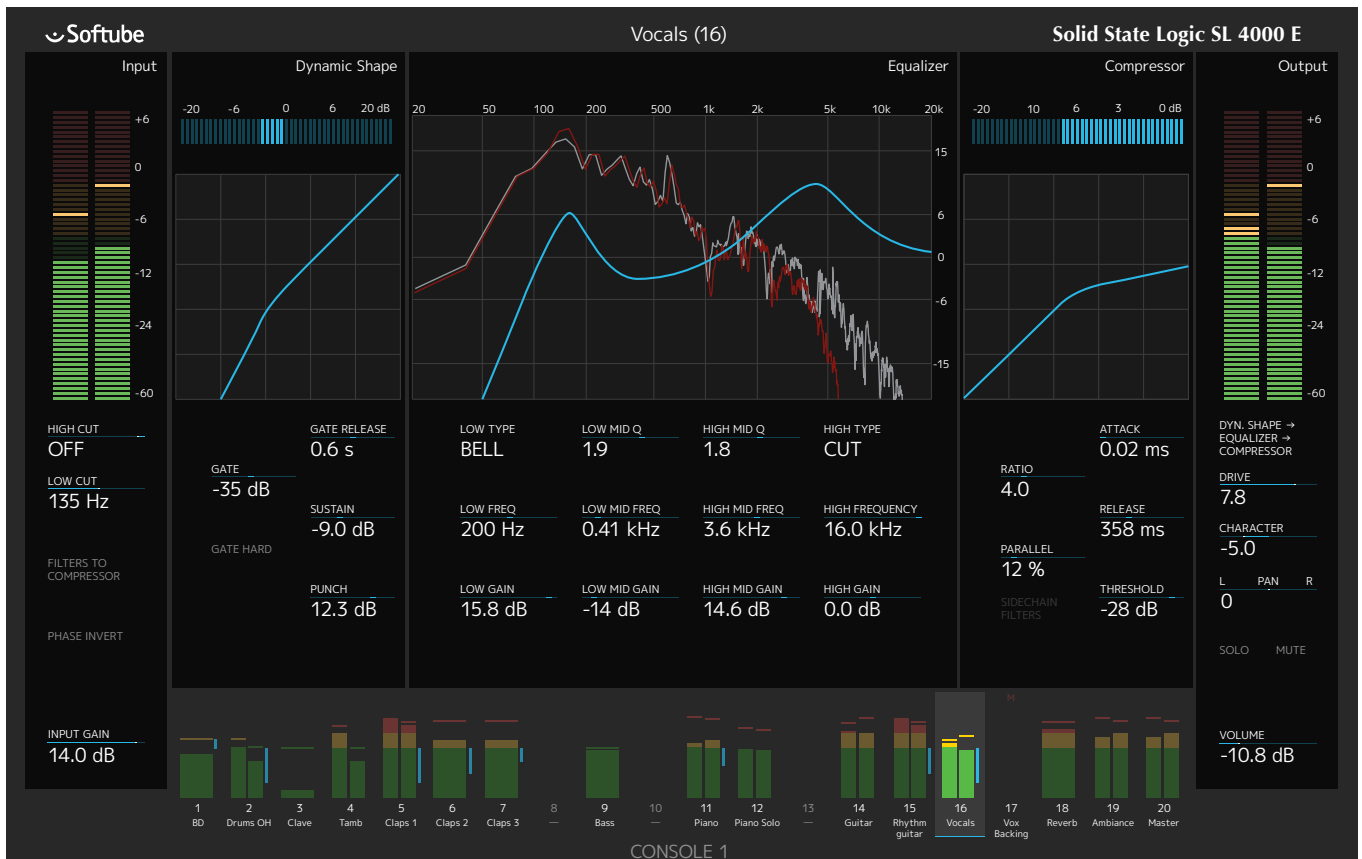 Softube
Vocals (16)
Solid State Logic SL 4000 E
Input
+6
0
-6
-12
-24
-60
HIGH CUT
OFF
LOW CUT
135 Hz
FILTERS TO
COMPRESSOR
PHASE INVERT
INPUT GAIN
14.0 dB
Dynamic Shape
-20 -6 0 6 20 dB
GATE RELEASE
0.6 s
GATE
-35 dB
SUSTAIN
-9.0 dB
GATE HARD
PUNCH
12.3 dB
Equalizer
20 50 100 200 500 1k 2k 5k 10k 20k
15
6
0
-6
-15
LOW TYPE LOW MID Q HIGH MID Q HIGH TYPE
BELL 1.9 1.8 CUT
LOW FREQ LOW MID FREQ HIGH MID FREQ HIGH FREQUENCY
200 Hz 0.41 kHz 3.6 kHz 16.0 kHz
LOW GAIN LOW MID GAIN HIGH MID GAIN HIGH GAIN
15.8 dB -14 dB 14.6 dB 0.0 dB
Compressor
-20 10 6 3 0 dB
ATTACK
0.02 ms
RATIO
4.0
RELEASE
358 ms
PARALLEL
12 %
THRESHOLD
-28 dB
SIDECHAIN
FILTERS
Output
+6
0
-6
-12
-24
-60
DYN. SHAPE →
EQUALIZER →
COMPRESSOR
DRIVE
7.8
CHARACTER
-5.0
L PAN R
0
SOLO MUTE
VOLUME
-10.8 dB
M
1 2 3 4 5 6 7 8 9 10 11 12 13 14 15 16 17 18 19 20
BD Drums OH Clave Tamb Claps 1 Claps 2 Claps 3 — Bass — Piano Piano Solo — Guitar Rhythm Vocals Vox Reverb Ambiance Master
guitar Backing
CONSOLE 1